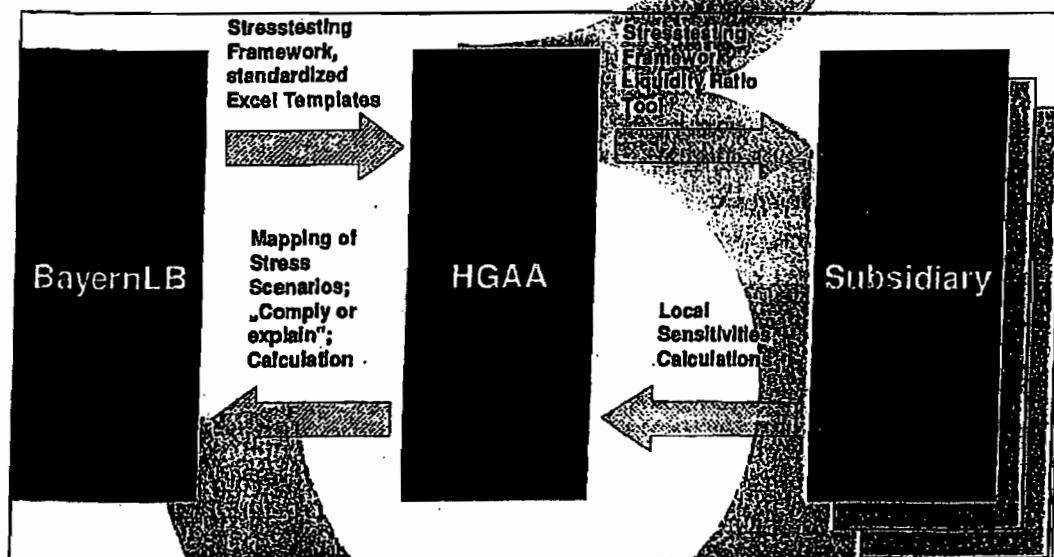 Stresstesting
Framework,
standardized
Excel Templates
Stresstesting
Framework,
Liquidity Ratio
Tool
BayernLB
Mapping of
Stress
Scenarios;
„Comply or
explain";
Calculation
HGAA
Local
Sensitivities
Calculation
Subsidiary